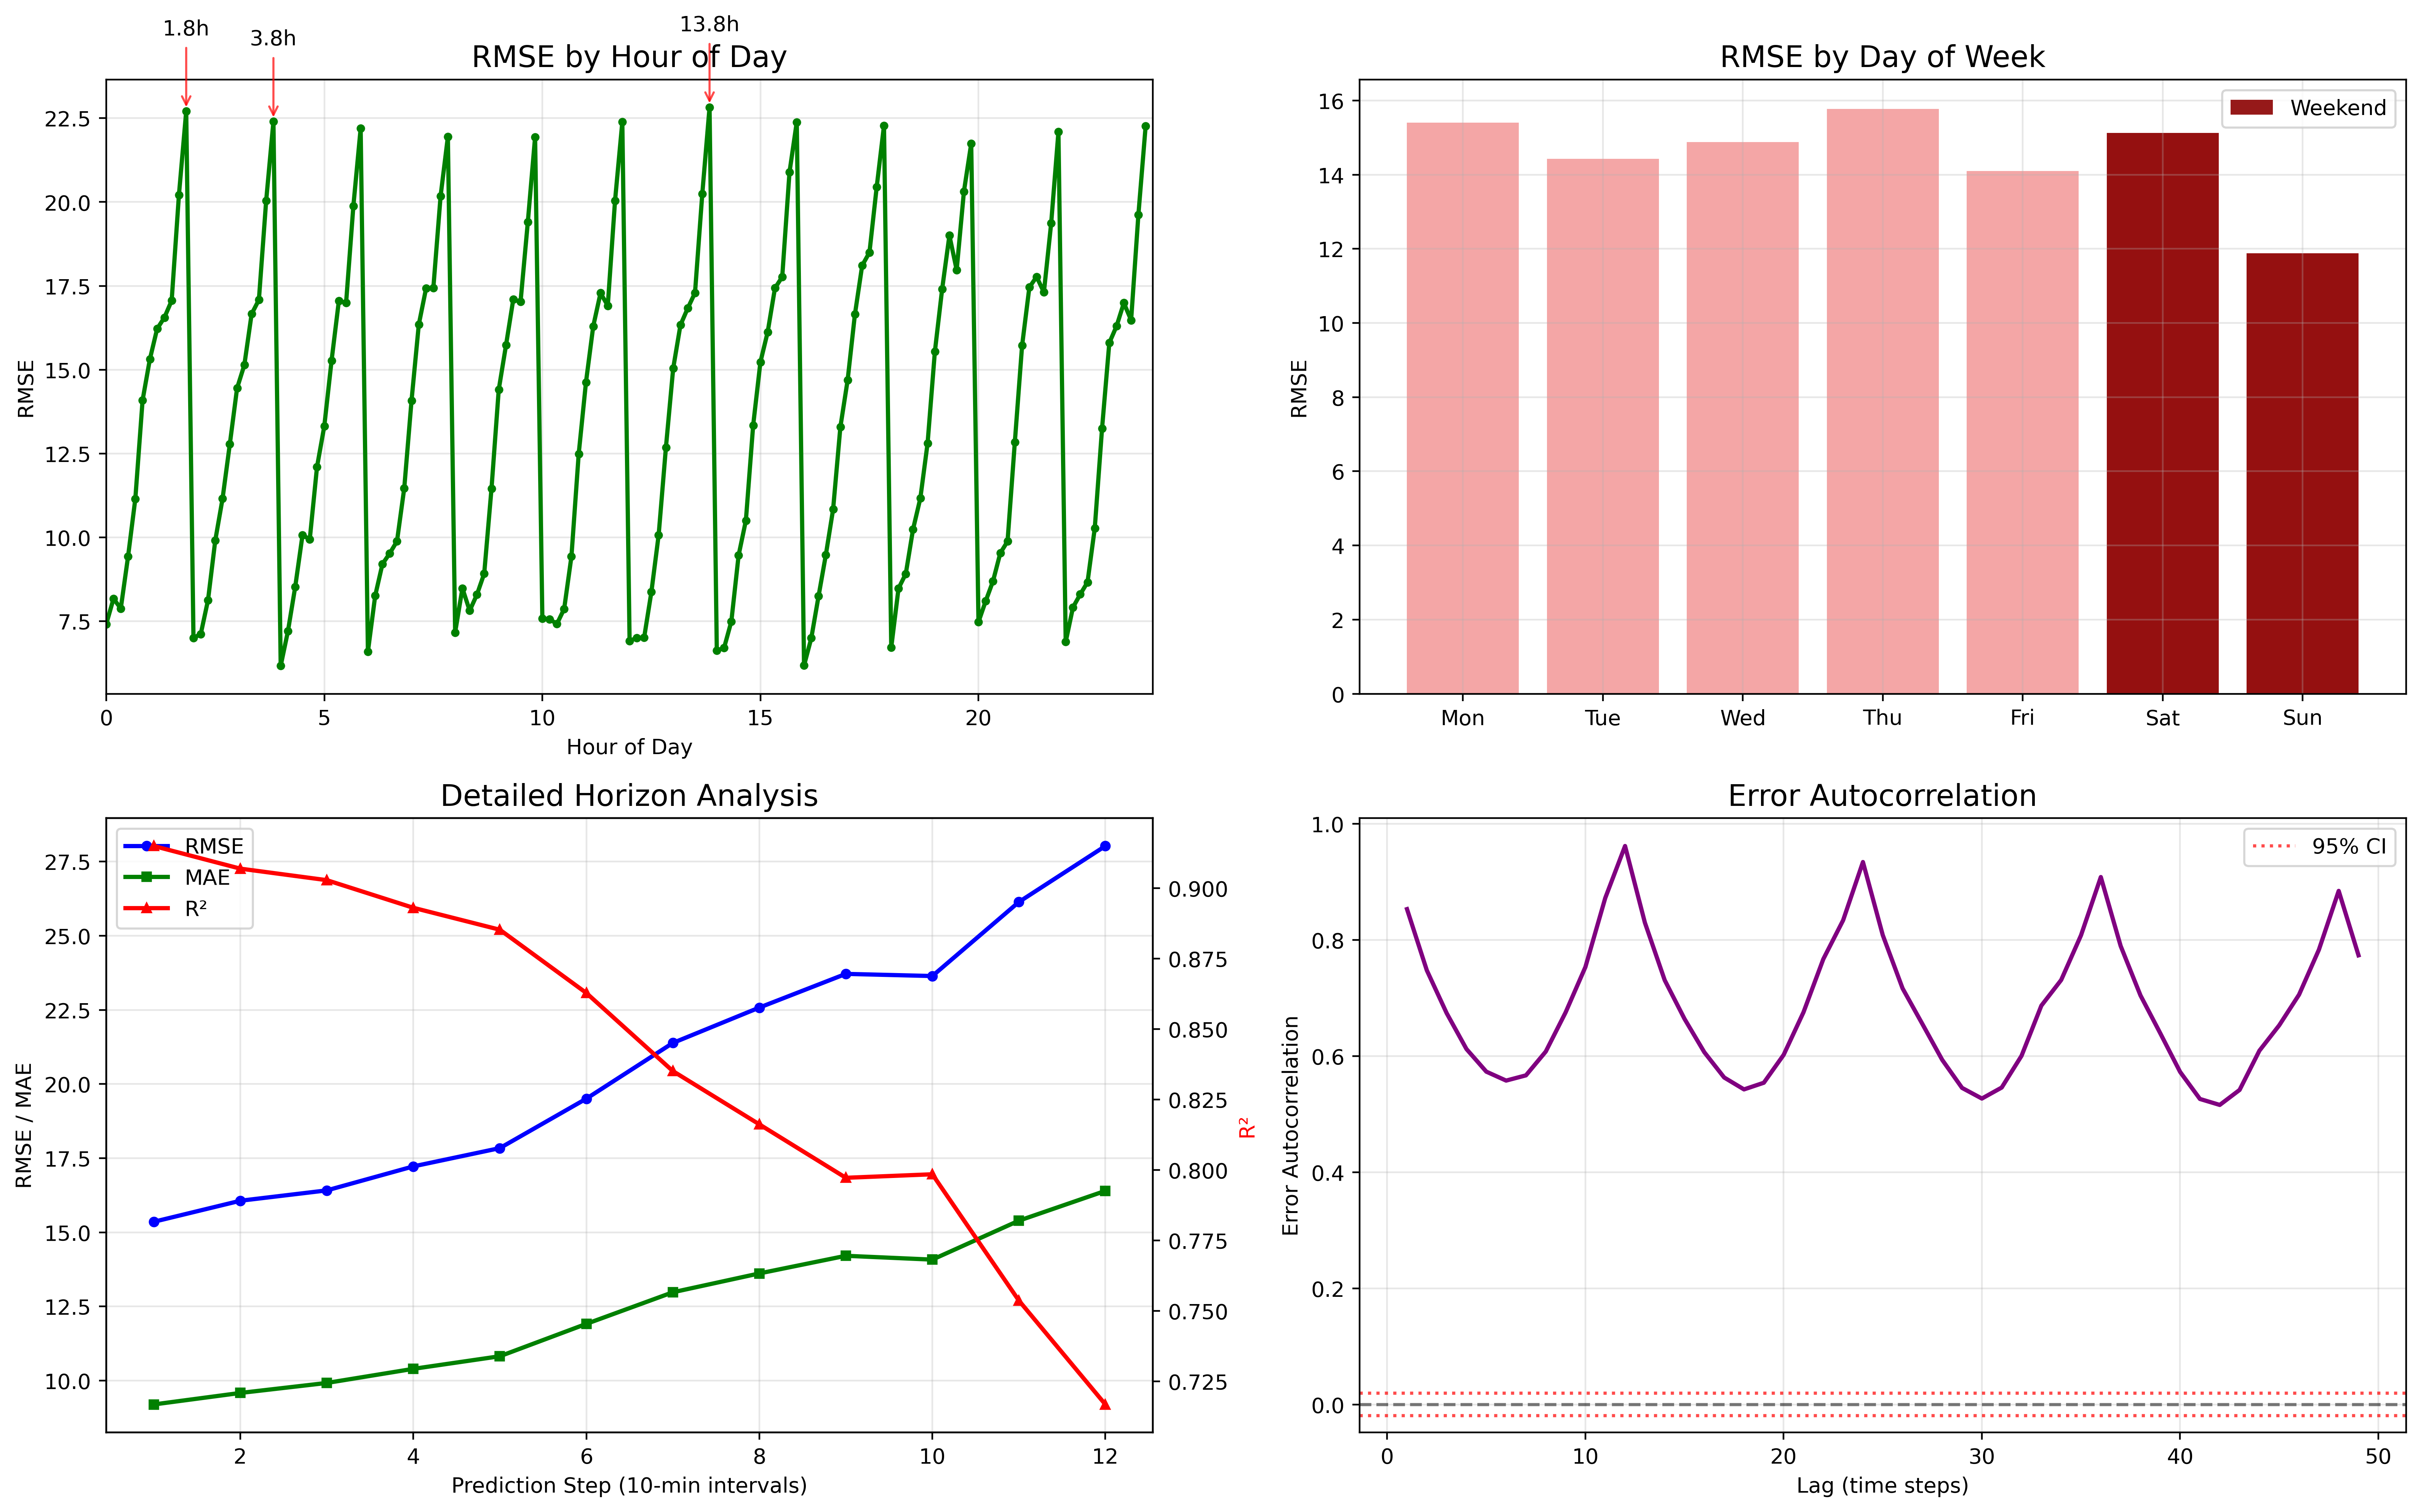 1.8h
3.8h
13.8h
RMSE by Hour of Day
22.5
20.0
17.5
15.0
12.5
10.0
7.5
RMSE
0
5
10
15
20
Hour of Day
RMSE by Day of Week
Weekend
16
14
12
10
8
6
4
2
0
RMSE
Mon
Tue
Wed
Thu
Fri
Sat
Sun
Detailed Horizon Analysis
RMSE
MAE
R²
27.5
25.0
22.5
20.0
17.5
15.0
12.5
10.0
RMSE / MAE
0.900
0.875
0.850
0.825
0.800
0.775
0.750
0.725
R²
2
4
6
8
10
12
Prediction Step (10-min intervals)
Error Autocorrelation
95% CI
1.0
0.8
0.6
0.4
0.2
0.0
Error Autocorrelation
0
10
20
30
40
50
Lag (time steps)